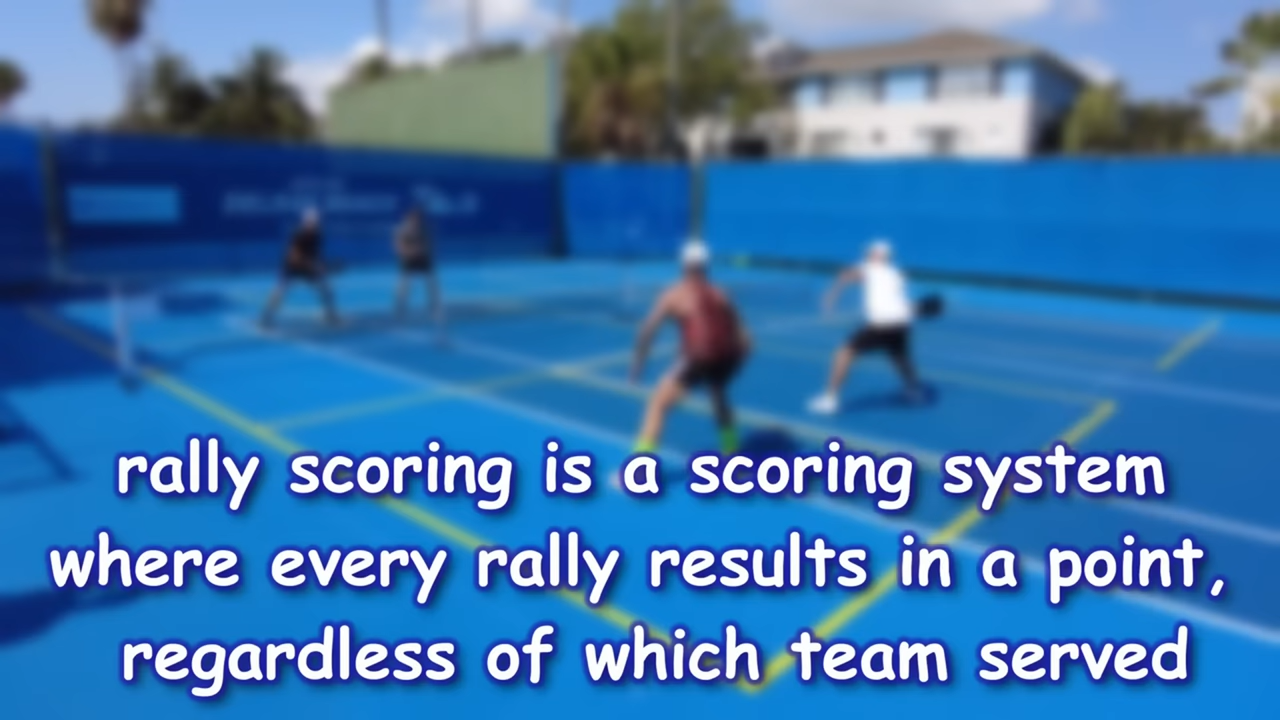 rally scoring is a scoring system
where every rally results in a point,
regardless of which team served